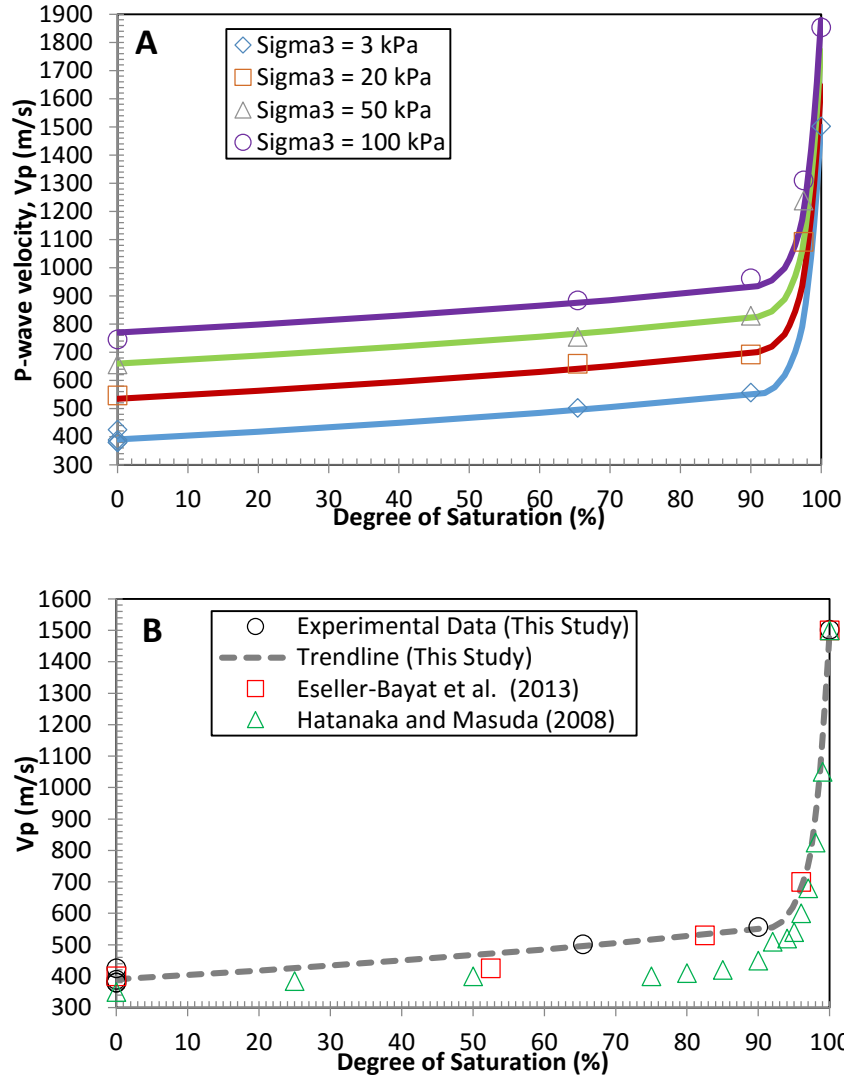 1900
1800
1700
1600
1500
1400
1300
1200
1100
1000
900
800
700
600
500
400
300
P-wave velocity, Vp (m/s)
A
Sigma3 = 3 kPa
Sigma3 = 20 kPa
Sigma3 = 50 kPa
Sigma3 = 100 kPa
0 10 20 30 40 50 60 70 80 90 100
Degree of Saturation (%)
1600
1500
1400
1300
1200
1100
1000
900
800
700
600
500
400
300
Vp (m/s)
B
Experimental Data (This Study)
Trendline (This Study)
Eseller-Bayat et al. (2013)
Hatanaka and Masuda (2008)
0 10 20 30 40 50 60 70 80 90 100
Degree of Saturation (%)